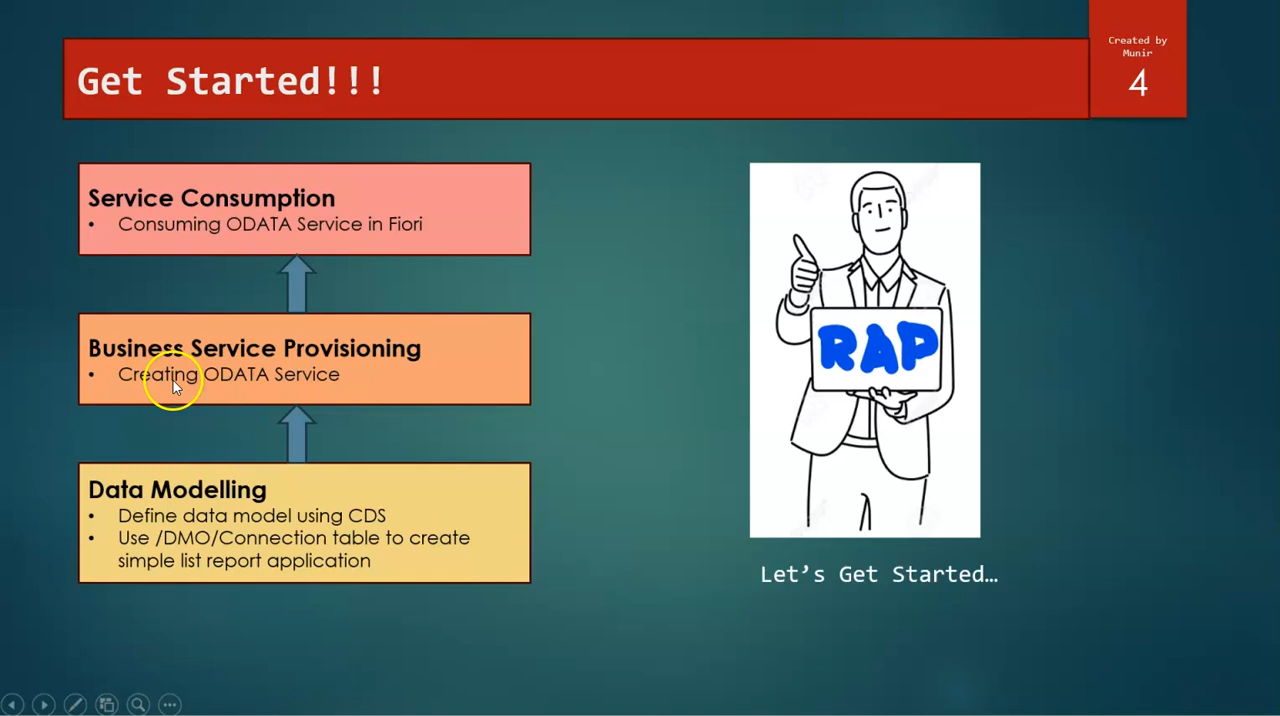 Get Started!!!
Created by
Munir
4
Service Consumption
• Consuming ODATA Service in Fiori
Business Service Provisioning
• Creating ODATA Service
Data Modelling
• Define data model using CDS
• Use /DMO/Connection table to create
simple list report application
RAP
Let’s Get Started…